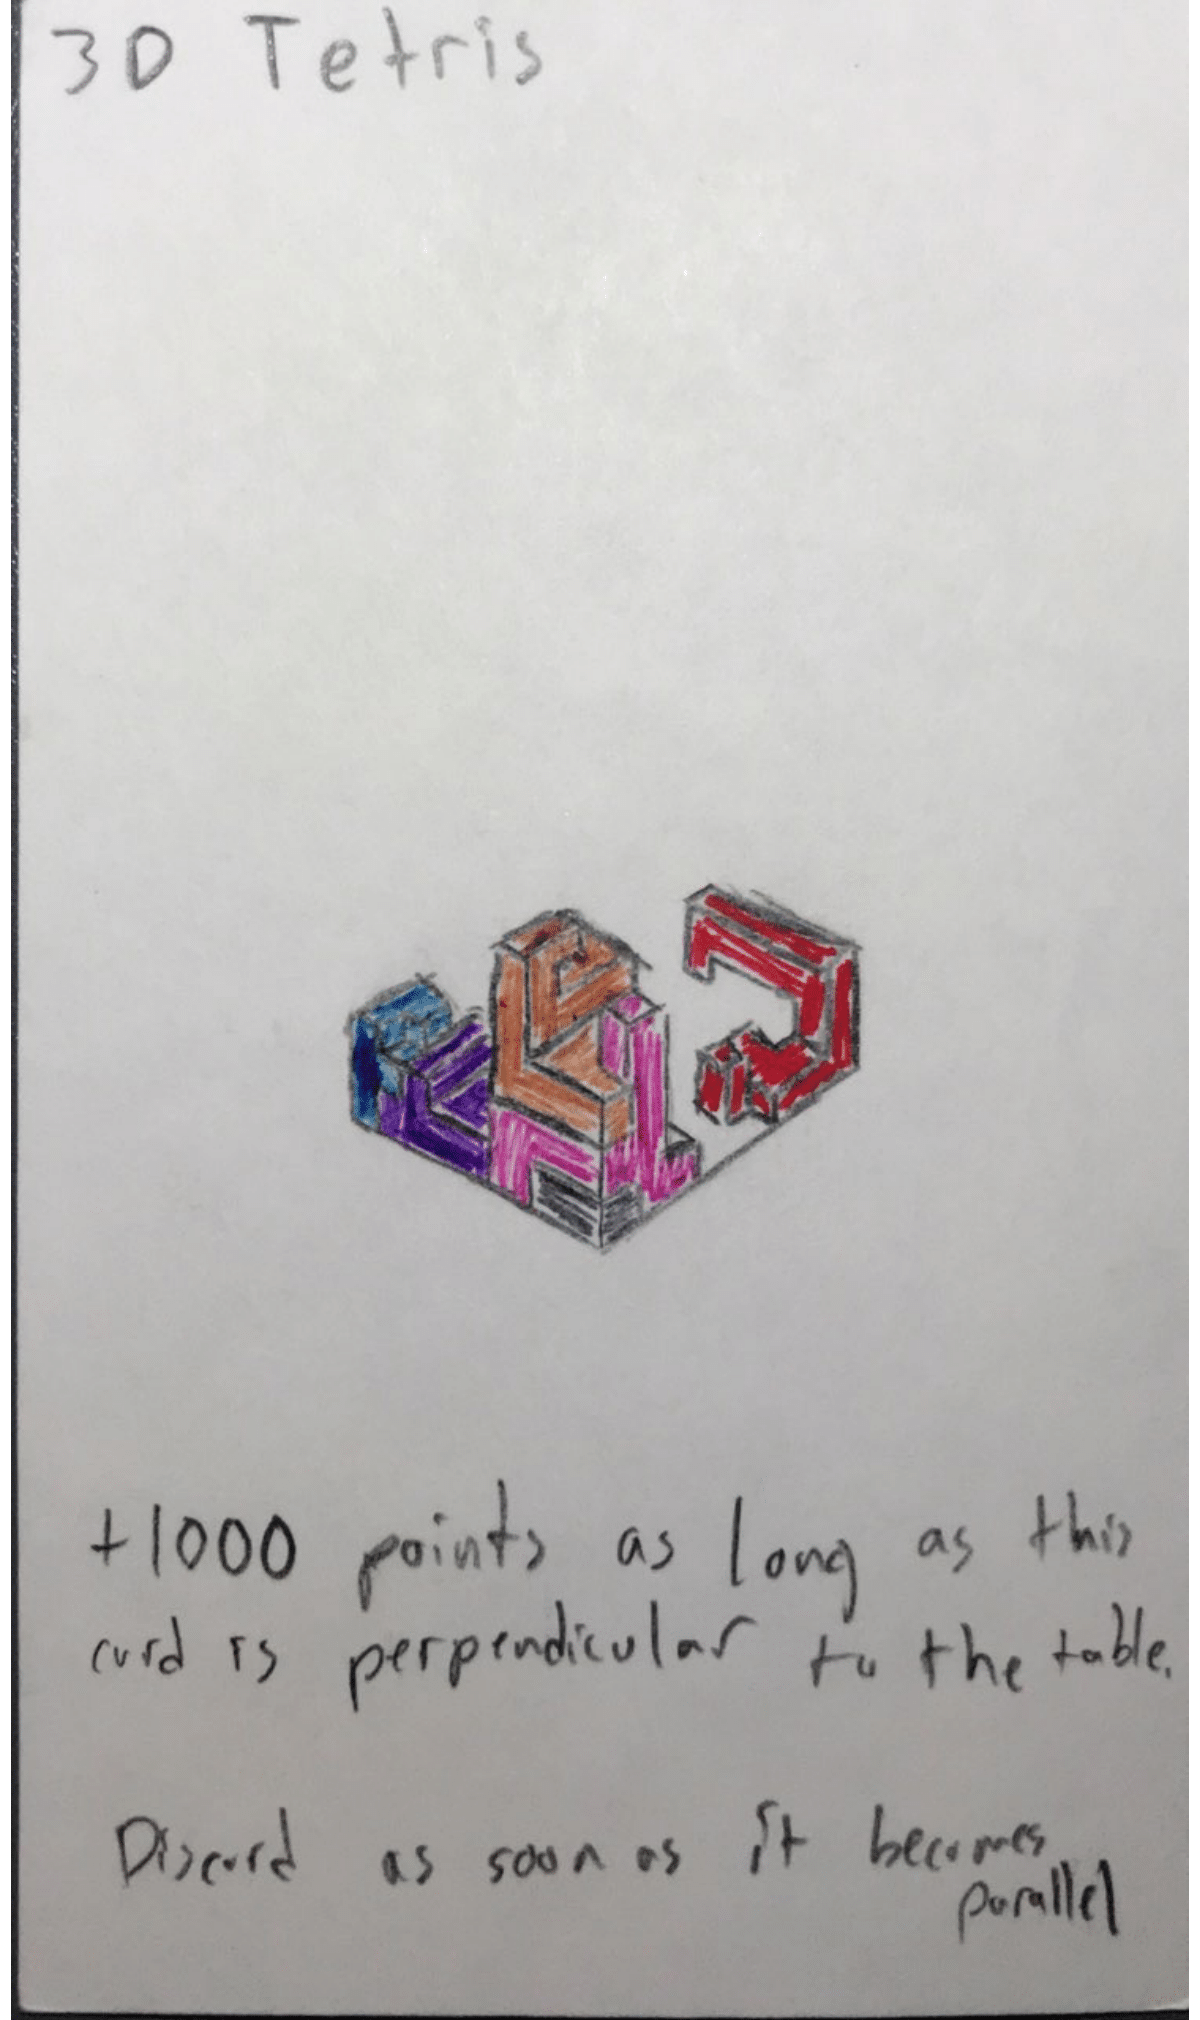 3D Tetris
+1000 points as long as this
card is perpendicular to the table.
Discard as soon as it becomes
parallel